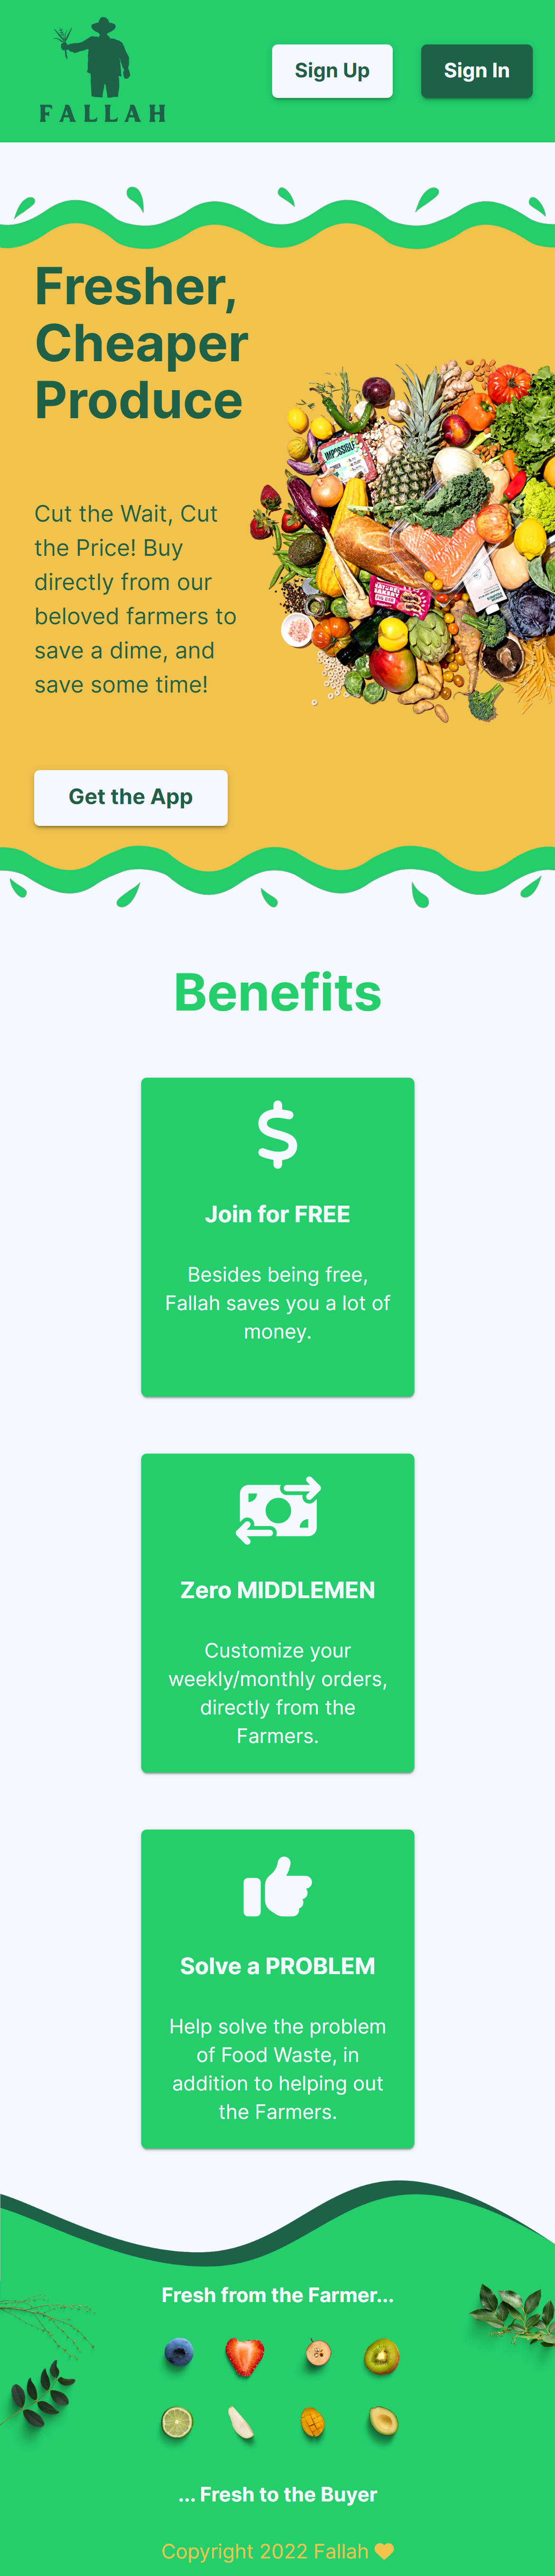 FALLAH
Sign Up
Sign In
Fresher,
Cheaper
Produce
IMPOSSIBLE
Cut the Wait, Cut
the Price! Buy
directly from our
beloved farmers to
save a dime, and
save some time!
Get the App
Benefits
Join for FREE
Besides being free,
Fallah saves you a lot of
money.
Zero MIDDLEMEN
Customize your
weekly/monthly orders,
directly from the
Farmers.
Solve a PROBLEM
Help solve the problem
of Food Waste, in
addition to helping out
the Farmers.
Fresh from the Farmer...
... Fresh to the Buyer
Copyright 2022 Fallah